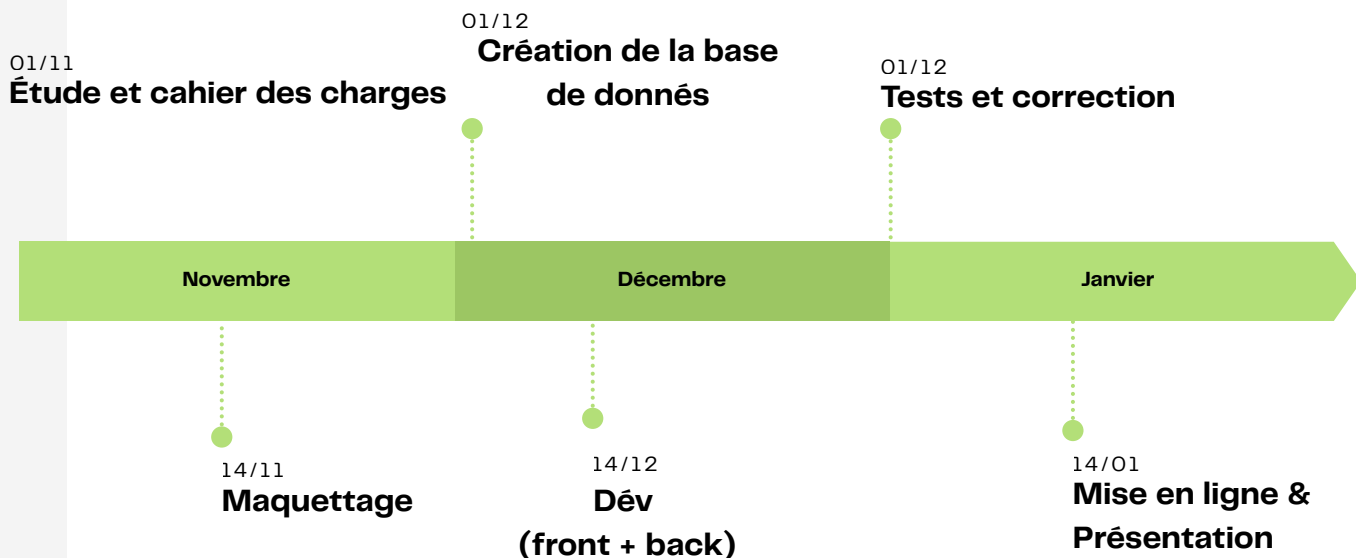 01/11
Étude et cahier des charges
01/12
Création de la base
de donnés
01/12
Tests et correction
Novembre
Décembre
Janvier
14/11
Maquettage
14/12
Dév
(front + back)
14/01
Mise en ligne &
Présentation